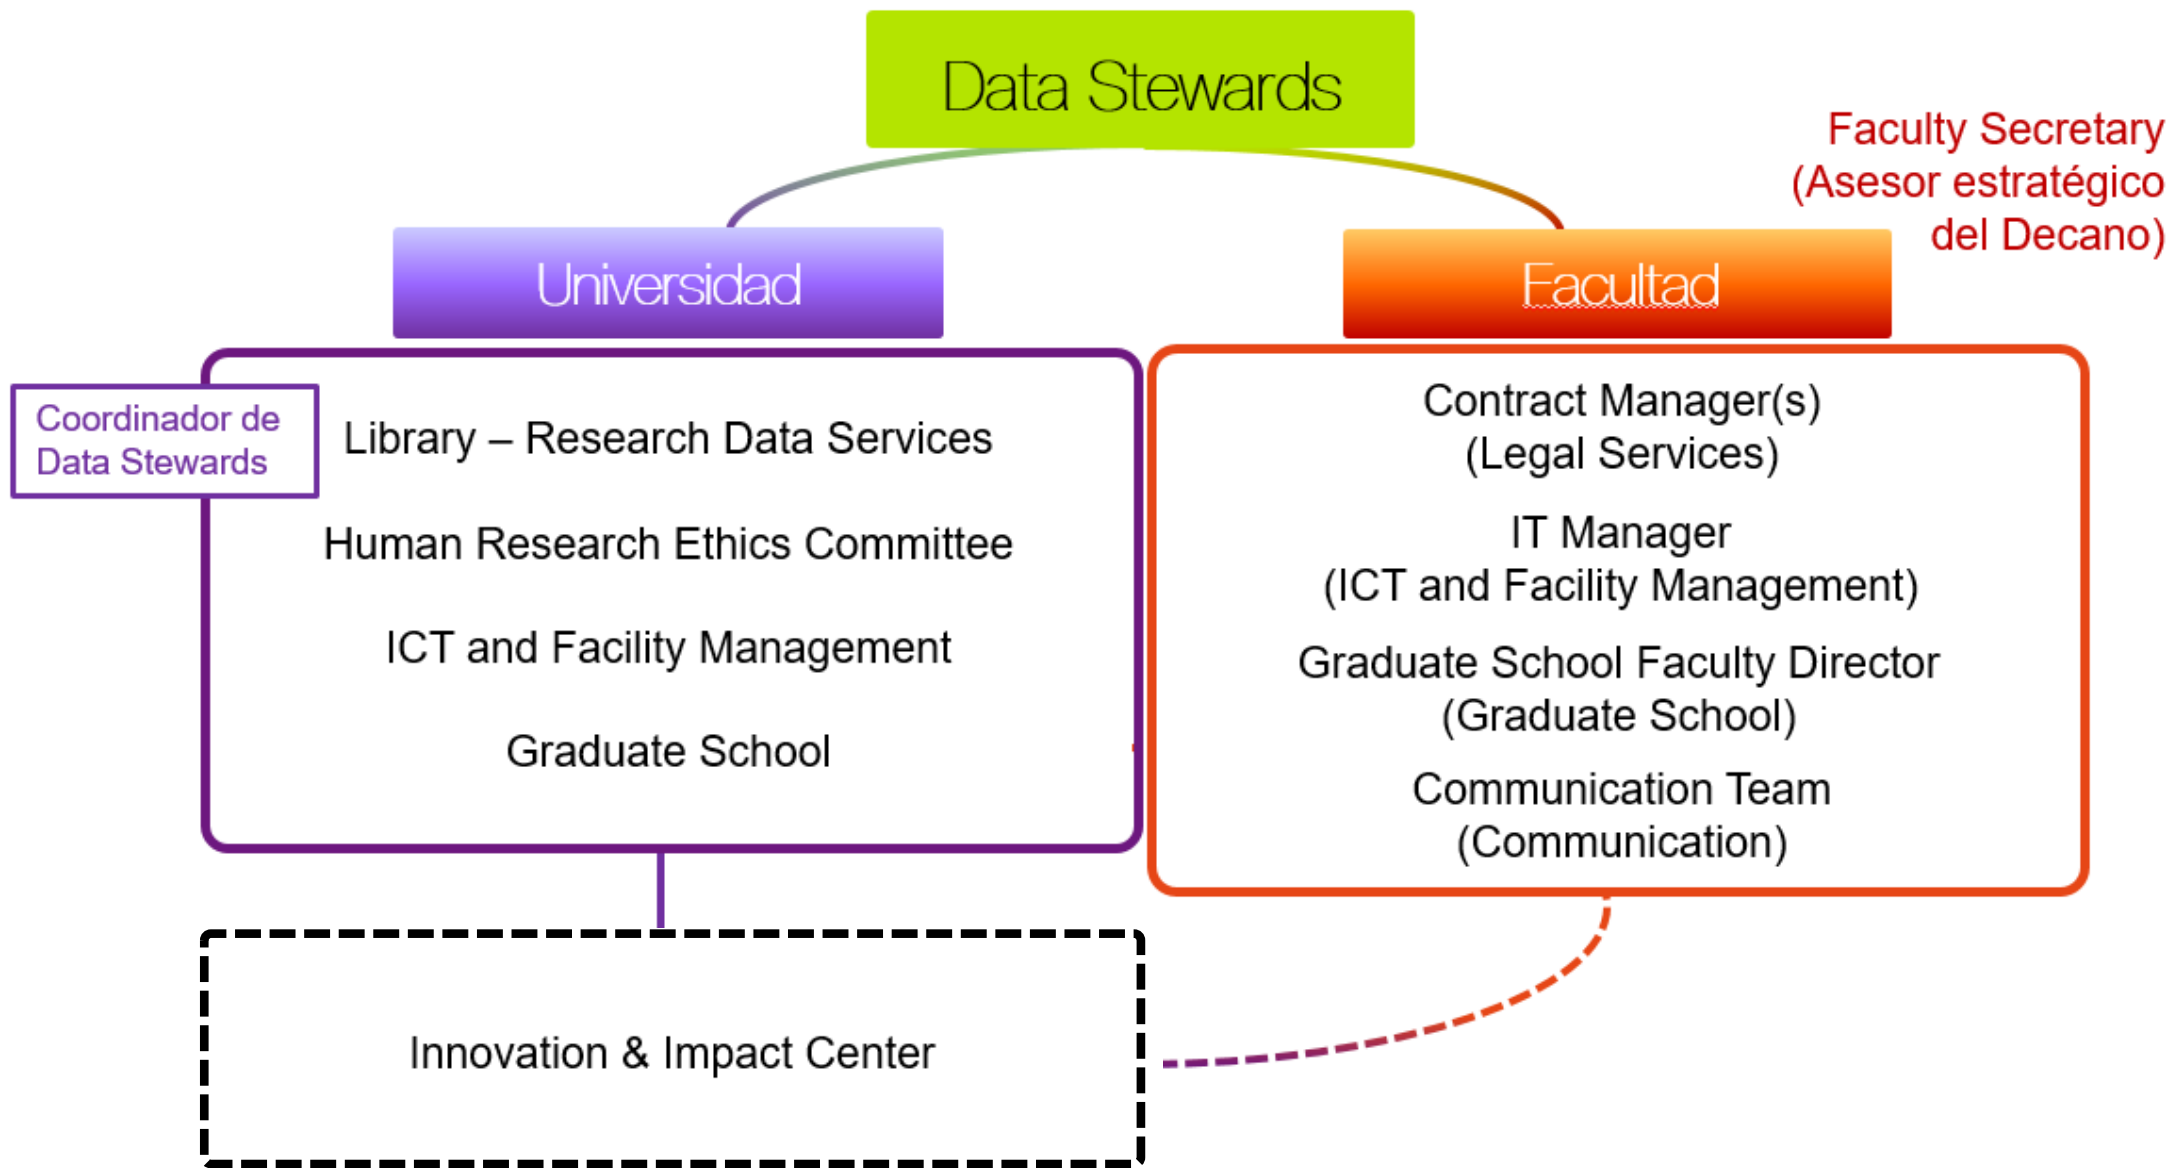 Data Stewards
Faculty Secretary
(Asesor estratégico
del Decano)
Universidad
Facultad
Coordinador de
Data Stewards
Library – Research Data Services
Human Research Ethics Committee
ICT and Facility Management
Graduate School
Contract Manager(s)
(Legal Services)
IT Manager
(ICT and Facility Management)
Graduate School Faculty Director
(Graduate School)
Communication Team
(Communication)
Innovation & Impact Center